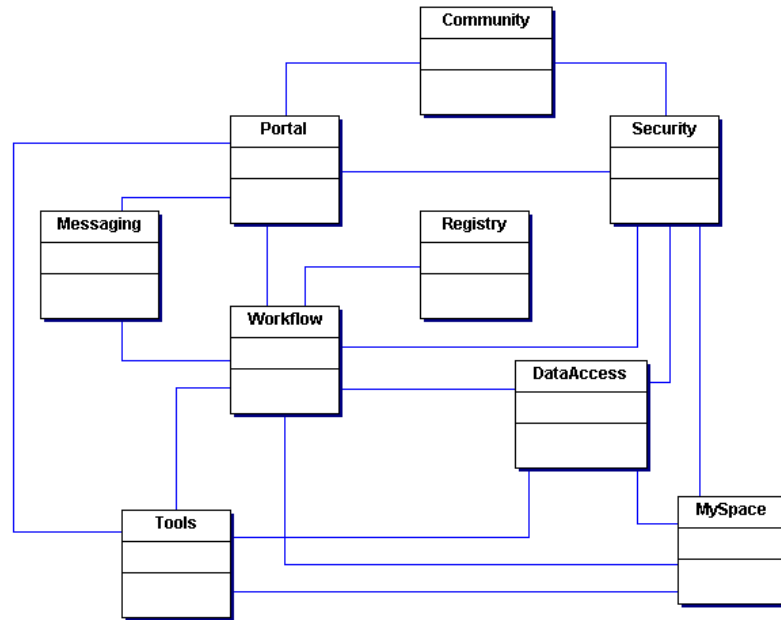 Community
Portal
Security
Messaging
Registry
Workflow
DataAccess
MySpace
Tools